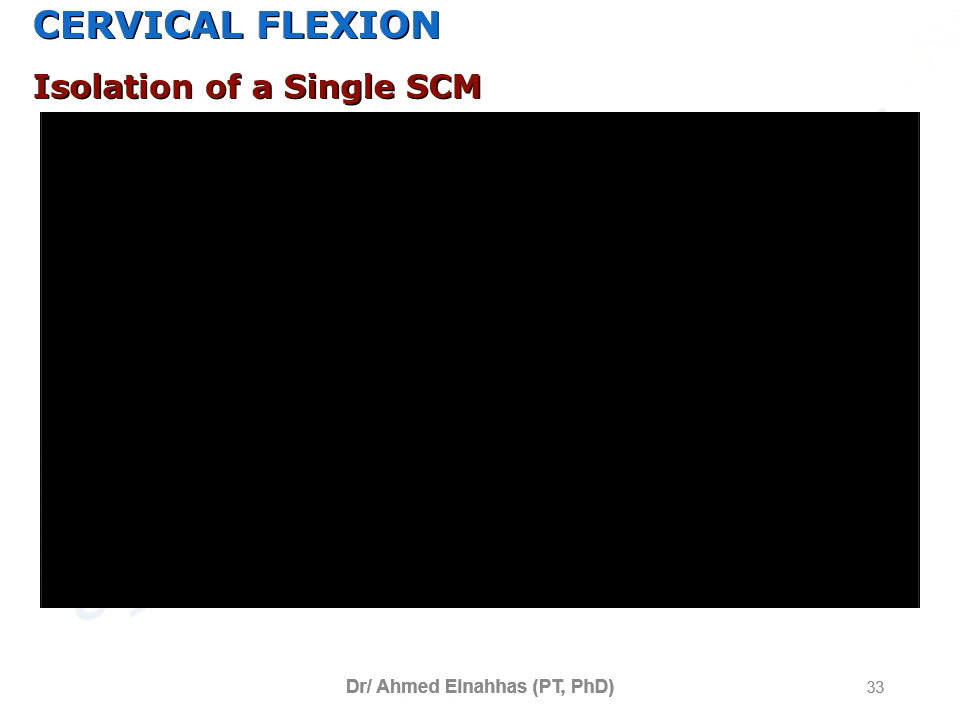 CERVICAL FLEXION
Isolation of a Single SCM
Dr/ Ahmed Elnahhas (PT, PhD)
33